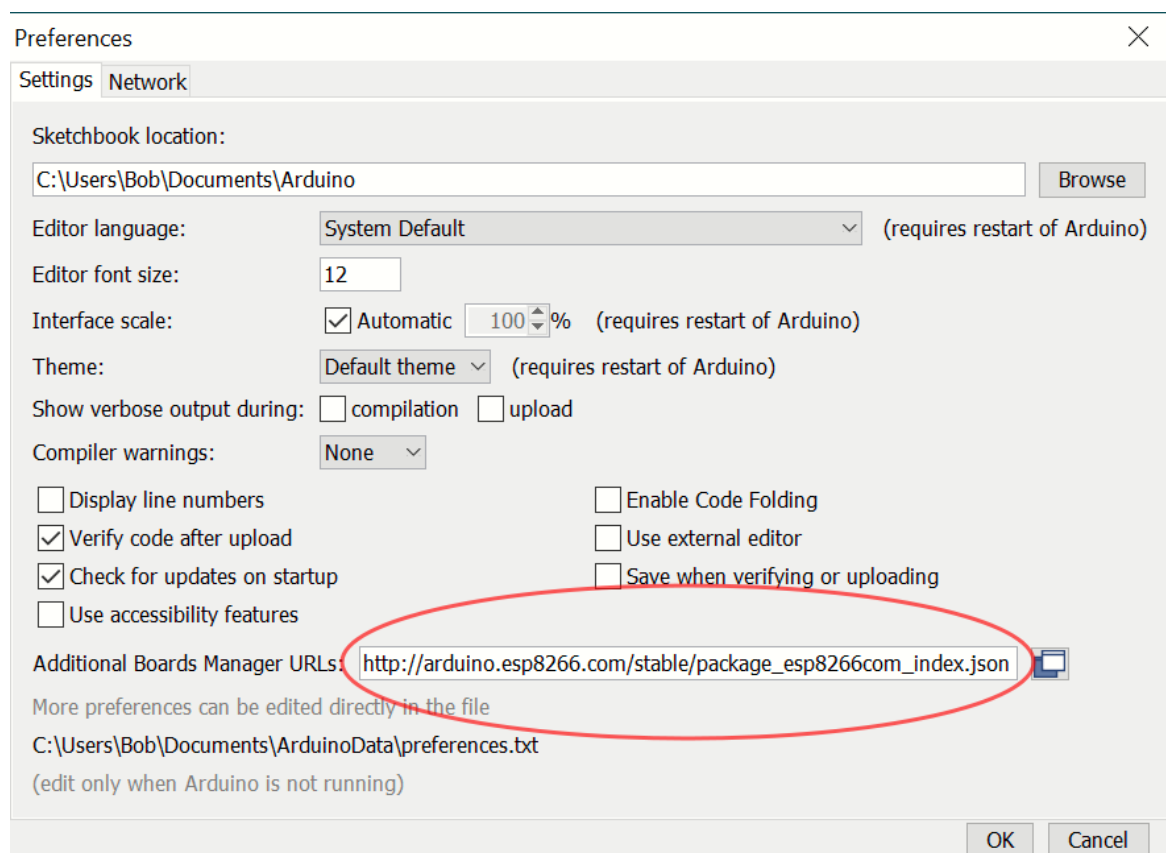 Preferences
Settings Network
Sketchbook location:
C:\Users\Bob\Documents\Arduino Browse
Editor language: System Default (requires restart of Arduino)
Editor font size: 12
Interface scale: Automatic 100 % (requires restart of Arduino)
Theme: Default theme (requires restart of Arduino)
Show verbose output during: compilation upload
Compiler warnings: None
Display line numbers Enable Code Folding
Verify code after upload Use external editor
Check for updates on startup Save when verifying or uploading
Use accessibility features
Additional Boards Manager URLs: http://arduino.esp8266.com/stable/package_esp8266com_index.json
More preferences can be edited directly in the file
C:\Users\Bob\Documents\ArduinoData\preferences.txt
(edit only when Arduino is not running)
OK Cancel